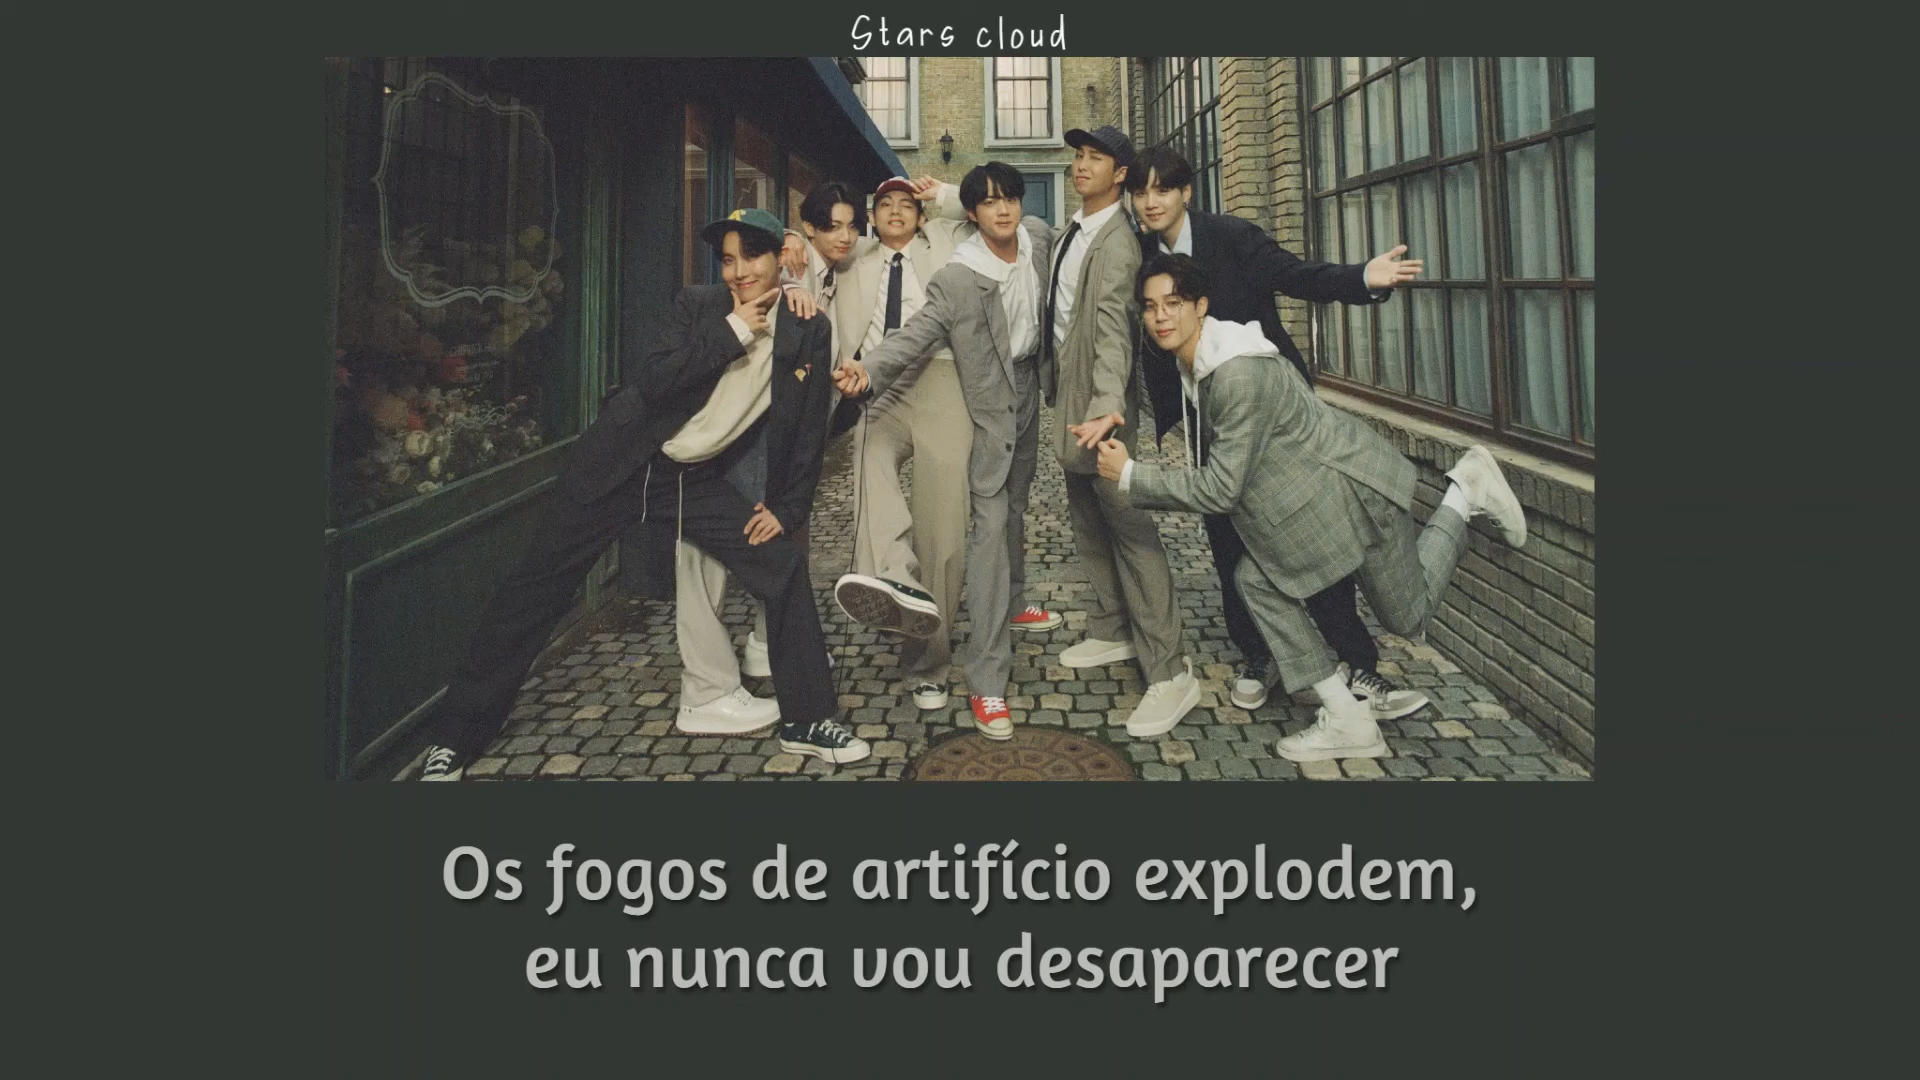 Stars cloud
Os fogos de artifício explodem,
eu nunca vou desaparecer